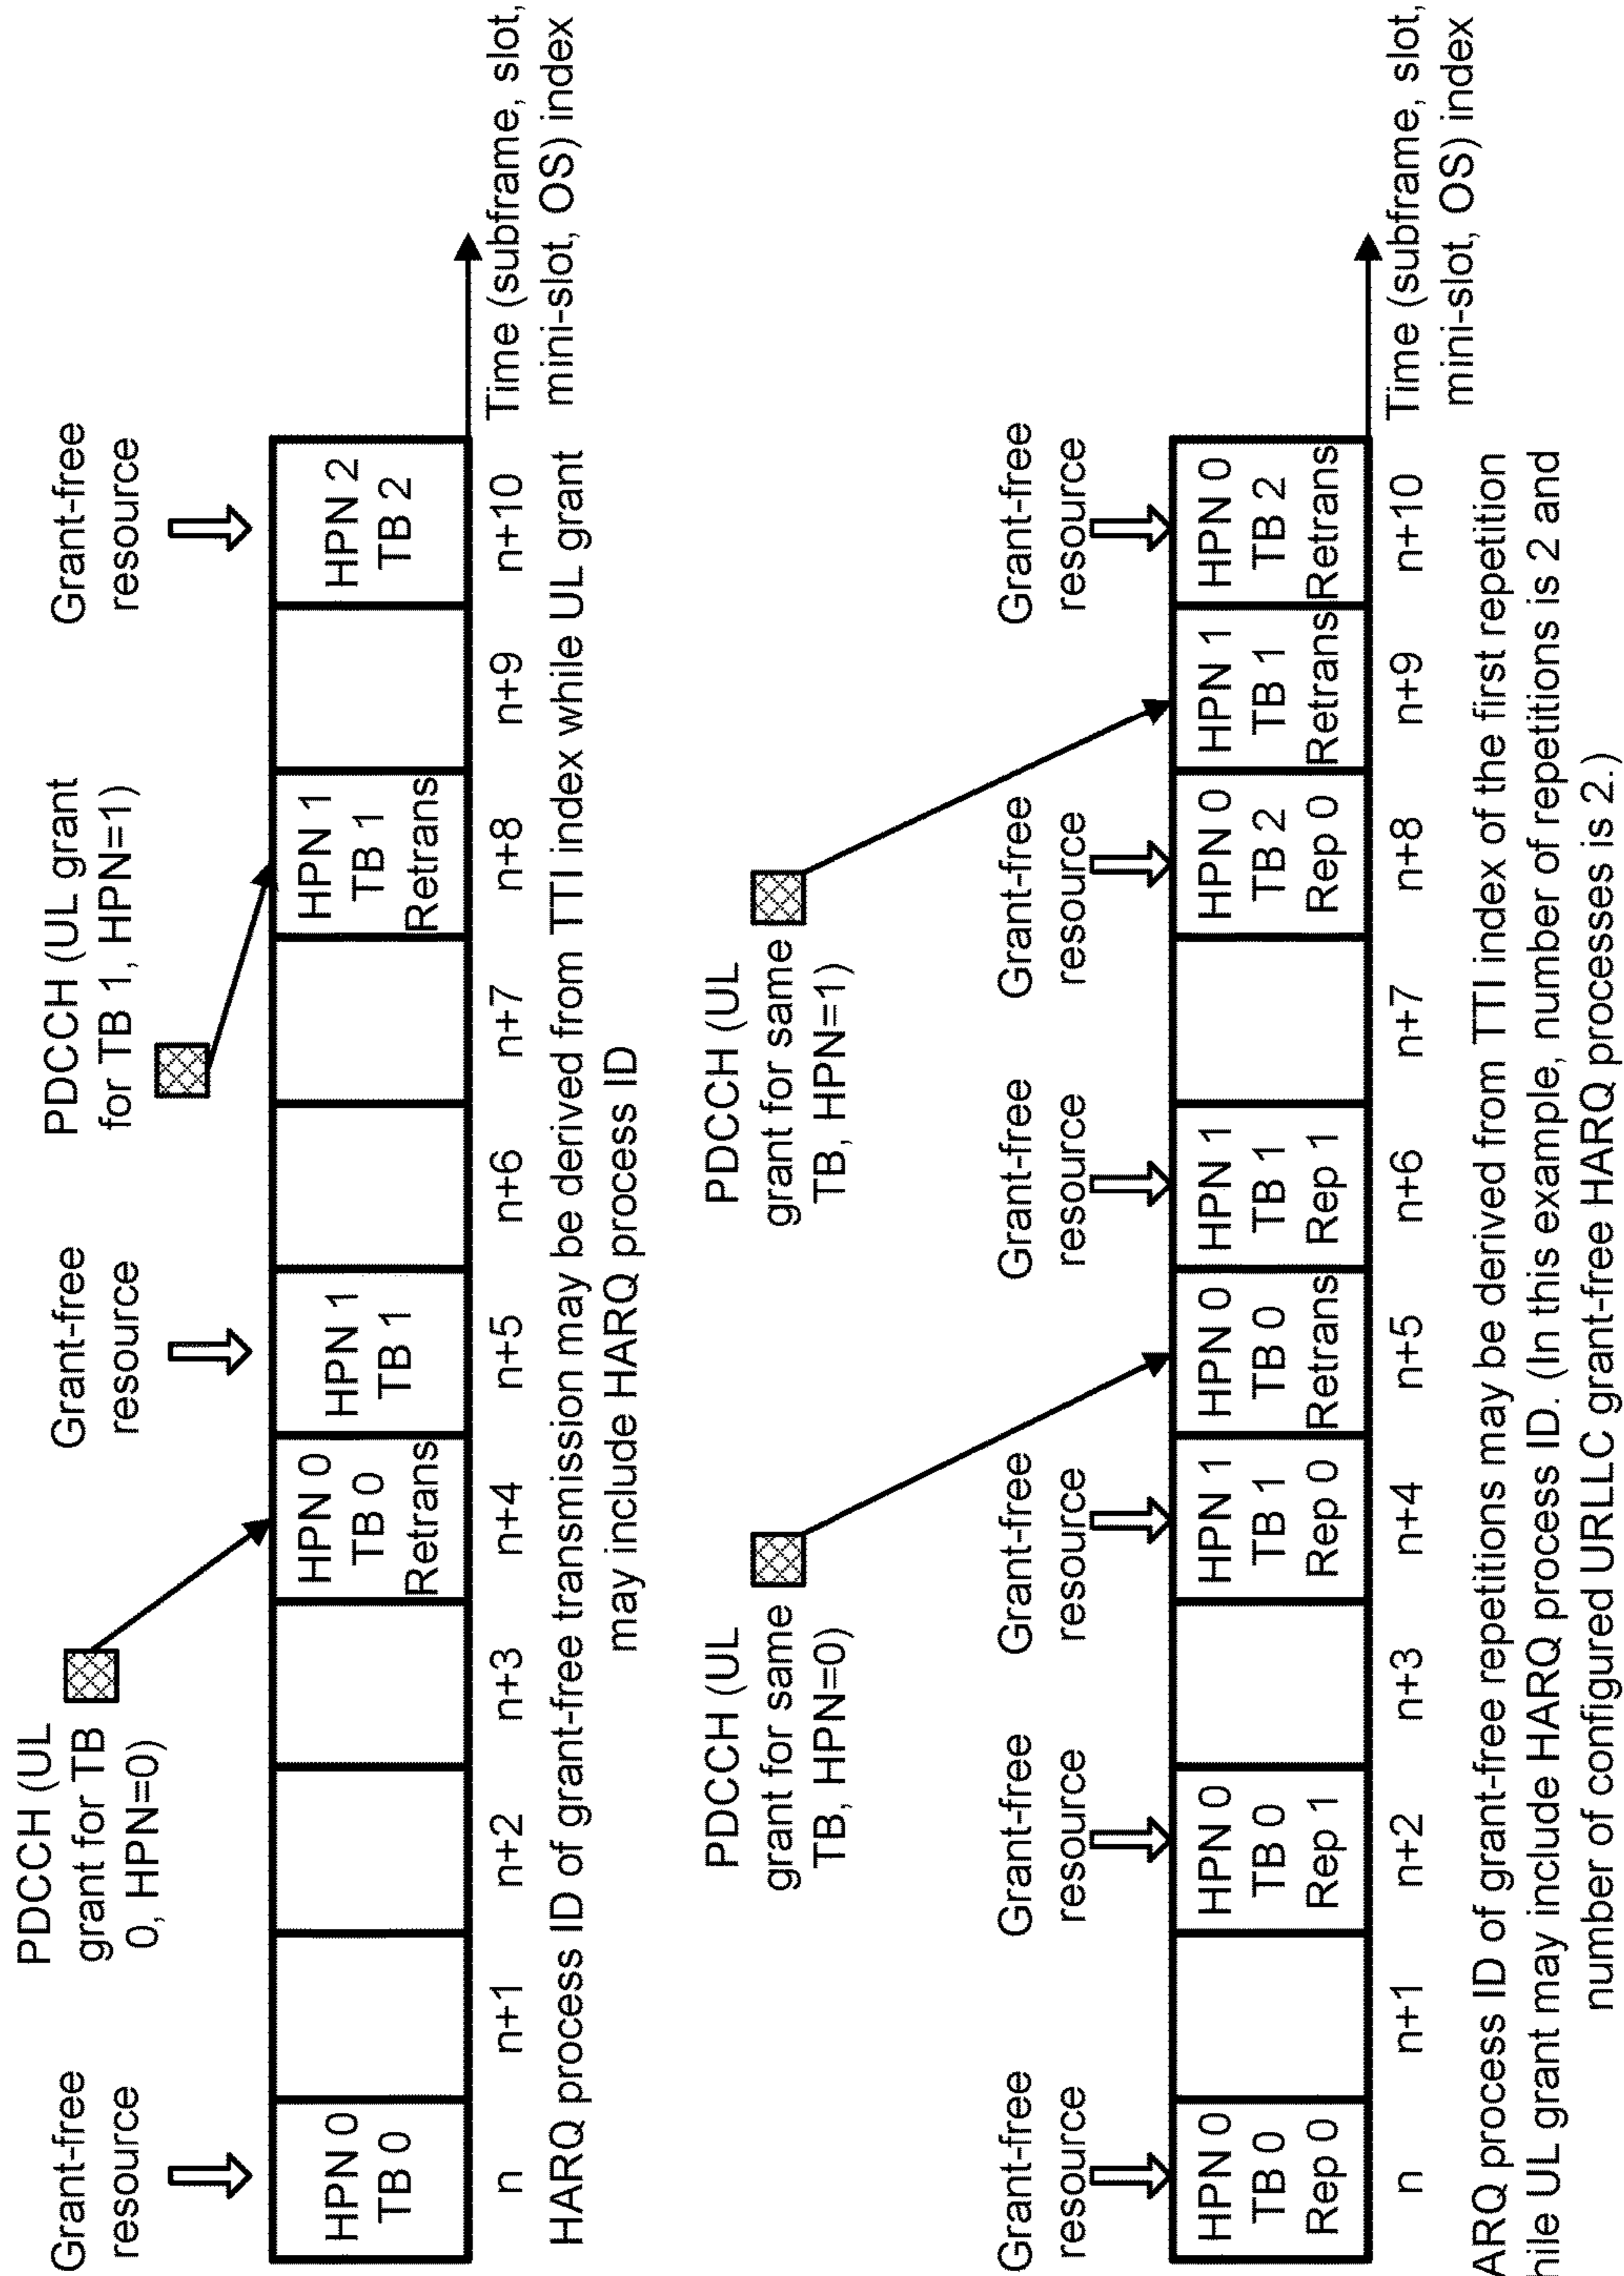 Grant-free
resource
PDCCH (UL
grant for TB
0, HPN=0)
Grant-free
resource
PDCCH (UL grant
for TB 1, HPN=1)
Grant-free
resource
HPN 0
TB 0
HPN 0
TB 0
Retrans
HPN 1
TB 1
HPN 1
TB 1
Retrans
HPN 2
TB 2
n
n+1
n+2
n+3
n+4
n+5
n+6
n+7
n+8
n+9
n+10
Time (subframe, slot,
mini-slot, OS) index
HARQ process ID of grant-free transmission may be derived from TTI index while UL grant
may include HARQ process ID
PDCCH (UL
grant for same
TB, HPN=0)
PDCCH (UL
grant for same
TB, HPN=1)
Grant-free
resource
Grant-free
resource
Grant-free
resource
Grant-free
resource
Grant-free
resource
Grant-free
resource
HPN 0
TB 0
Rep 0
HPN 0
TB 0
Rep 1
HPN 1
TB 1
Rep 0
HPN 0
TB 0
Retrans
HPN 1
TB 1
Rep 1
HPN 0
TB 2
Rep 0
HPN 1
TB 1
Retrans
HPN 0
TB 2
Retrans
n
n+1
n+2
n+3
n+4
n+5
n+6
n+7
n+8
n+9
n+10
Time (subframe, slot,
mini-slot, OS) index
ARQ process ID of grant-free repetitions may be derived from TTI index of the first repetition
hile UL grant may include HARQ process ID. (In this example, number of repetitions is 2 and
number of configured URLLC grant-free HARQ processes is 2.)